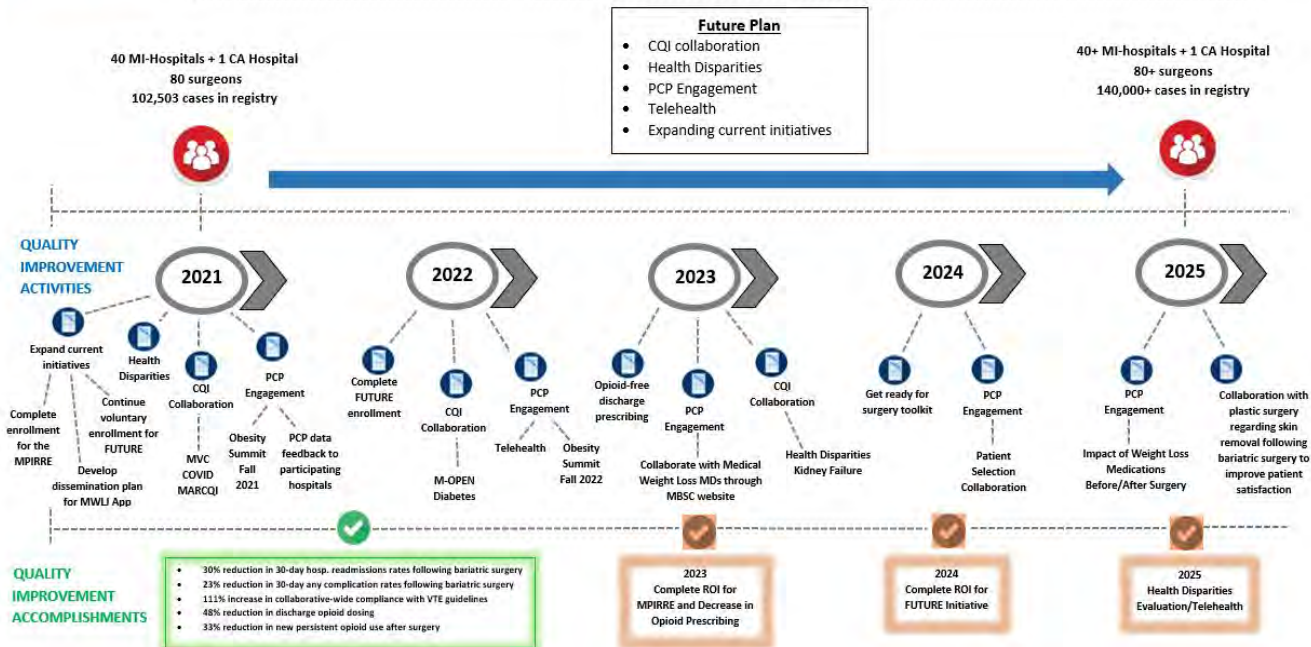 40 MI-Hospitals + 1 CA Hospital
80 surgeons
102,503 cases in registry
Future Plan
• CQI collaboration
• Health Disparities
• PCP Engagement
• Telehealth
• Expanding current initiatives
40+ MI-hospitals + 1 CA Hospital
80+ surgeons
140,000+ cases in registry
QUALITY
IMPROVEMENT
ACTIVITIES
2021
Expand current
initiatives
Complete
enrollment
for the
MPIRRE
Develop
dissemination plan
for MWLI App
Continue
voluntary
enrollment for
FUTURE
Health
Disparities
CQI
Collaboration
MVC
COVID
MARCQI
PCP
Engagement
Obesity
Summit
Fall
2021
PCP data
feedback to
participating
hospitals
2022
Complete
FUTURE
enrollment
CQI
Collaboration
M-OPEN
Diabetes
PCP
Engagement
Telehealth
Obesity
Summit
Fall 2022
2023
Opioid-free
discharge
prescribing
PCP
Engagement
Collaborate with Medical
Weight Loss MDs through
MBSC website
CQI
Collaboration
Health Disparities
Kidney Failure
2024
Get ready for
surgery toolkit
PCP
Engagement
Patient
Selection
Collaboration
2025
PCP
Engagement
Impact of Weight Loss
Medications
Before/After Surgery
Collaboration with
plastic surgery
regarding skin
removal following
bariatric surgery to
improve patient
satisfaction
QUALITY
IMPROVEMENT
ACCOMPLISHMENTS
• 30% reduction in 30-day hosp. readmissions rates following bariatric surgery
• 23% reduction in 30-day any complication rates following bariatric surgery
• 111% increase in collaborative-wide compliance with VTE guidelines
• 48% reduction in discharge opioid dosing
• 33% reduction in new persistent opioid use after surgery
2023
Complete ROI for
MPIRRE and Decrease in
Opioid Prescribing
2024
Complete ROI for
FUTURE Initiative
2025
Health Disparities
Evaluation/Telehealth